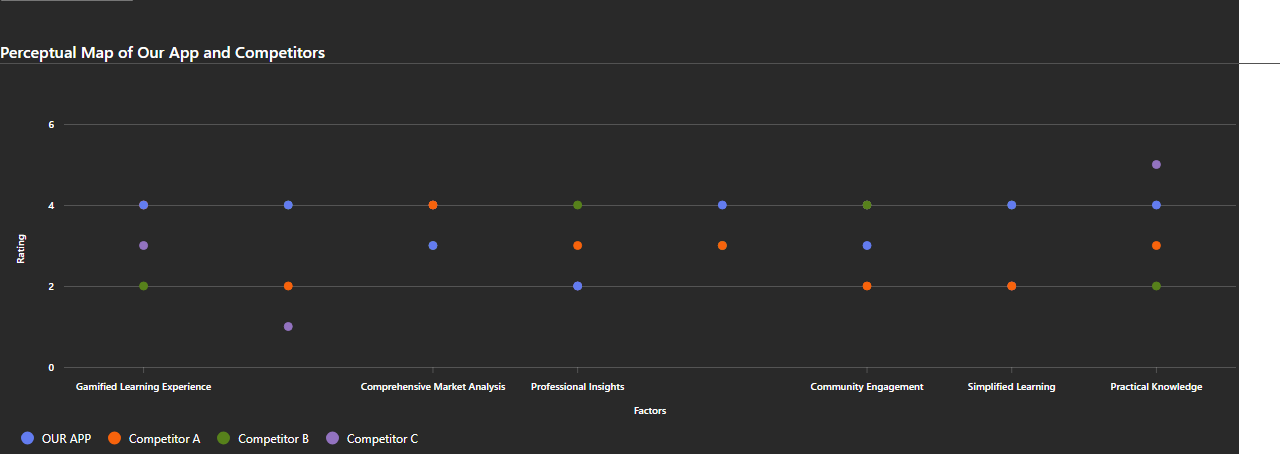 Perceptual Map of Our App and Competitors
6
4
2
0
Rating
Gamified Learning Experience
Comprehensive Market Analysis
Professional Insights
Community Engagement
Simplified Learning
Practical Knowledge
Factors
OUR APP
Competitor A
Competitor B
Competitor C